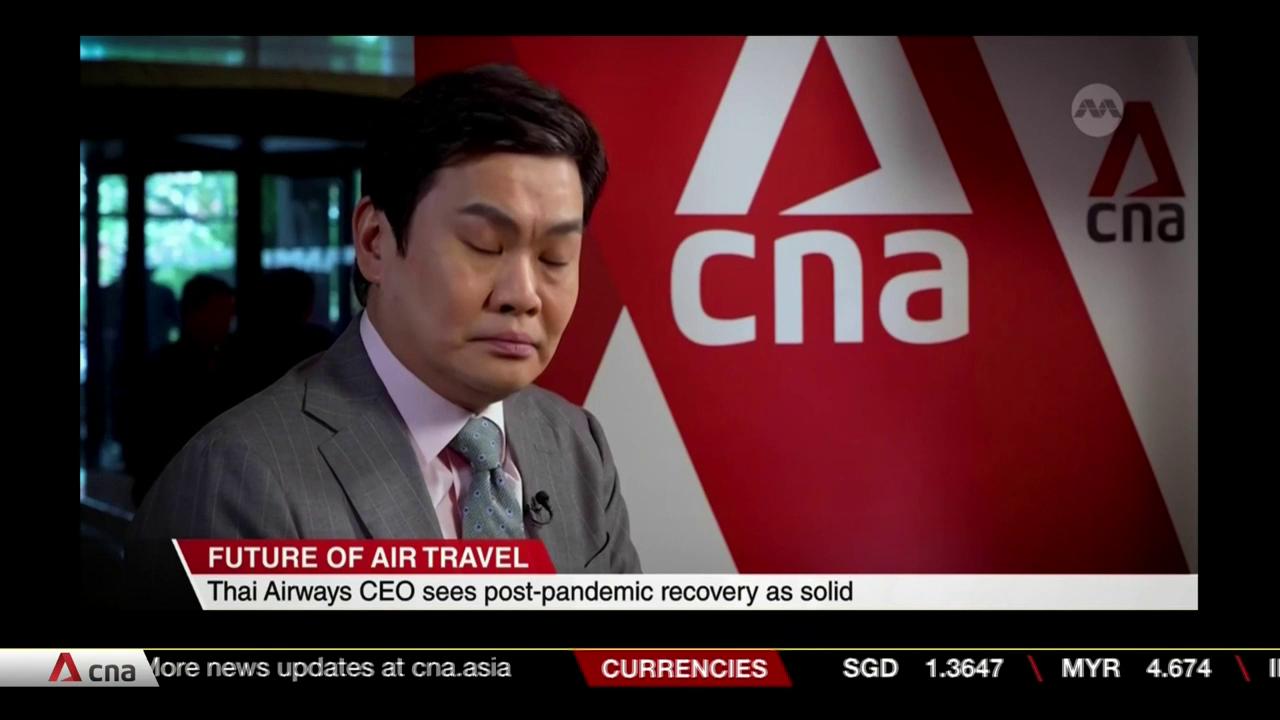 cna
cna
FUTURE OF AIR TRAVEL
Thai Airways CEO sees post-pandemic recovery as solid
cna More news updates at cna.asia CURRENCIES SGD 1.3647 \ MYR 4.674 \